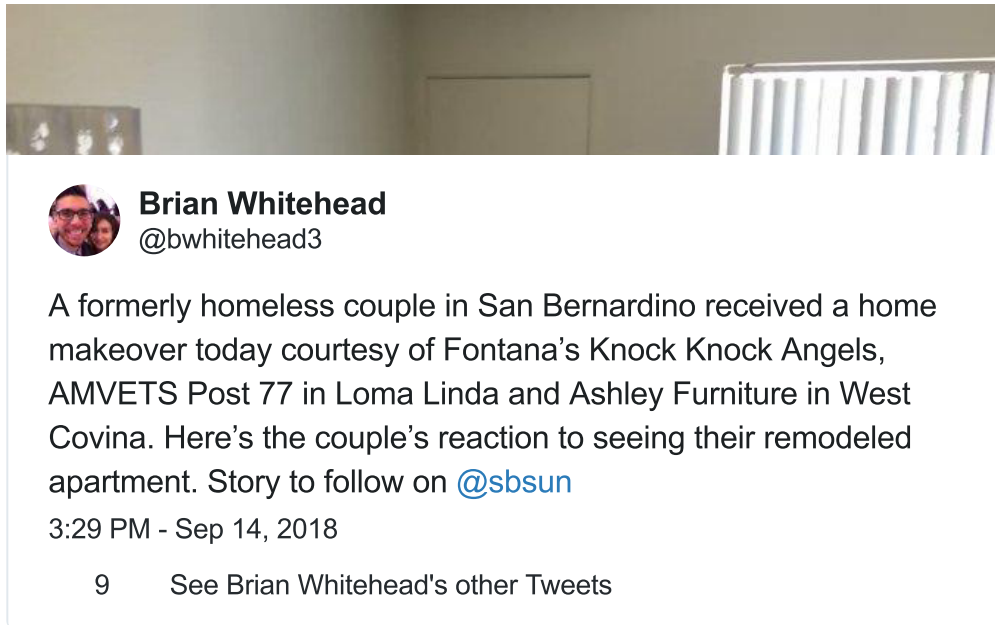 Brian Whitehead
@bwhitehead3
A formerly homeless couple in San Bernardino received a home
makeover today courtesy of Fontana’s Knock Knock Angels,
AMVETS Post 77 in Loma Linda and Ashley Furniture in West
Covina. Here’s the couple’s reaction to seeing their remodeled
apartment. Story to follow on @sbsun
3:29 PM - Sep 14, 2018
9 See Brian Whitehead's other Tweets